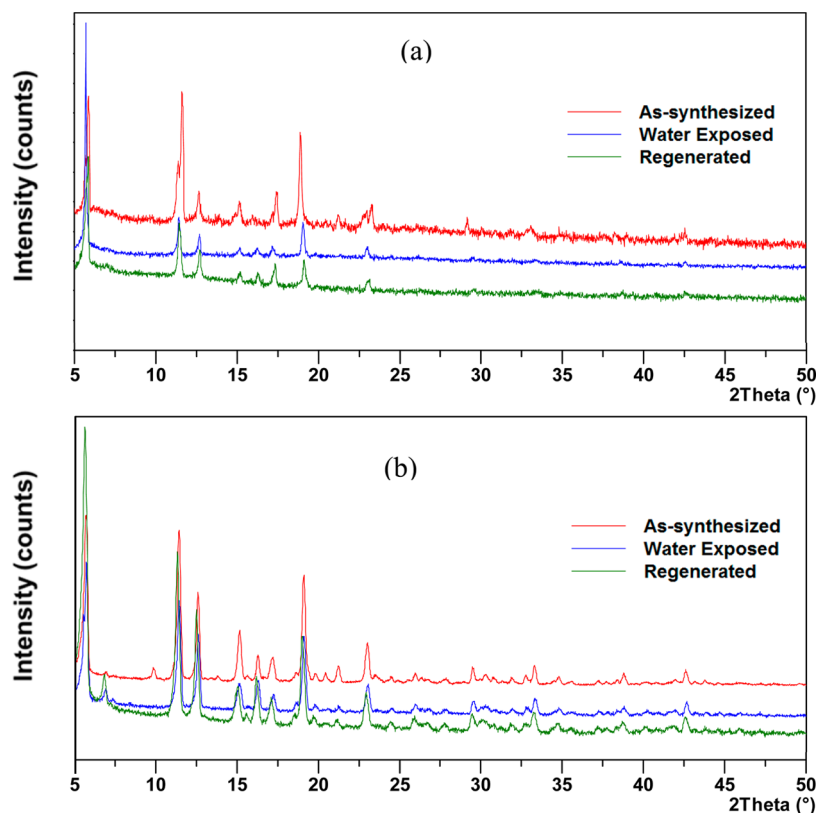 (a)
Intensity (counts)
As-synthesized
Water Exposed
Regenerated
5 10 15 20 25 30 35 40 45 50
2Theta (°)
(b)
Intensity (counts)
As-synthesized
Water Exposed
Regenerated
5 10 15 20 25 30 35 40 45 50
2Theta (°)